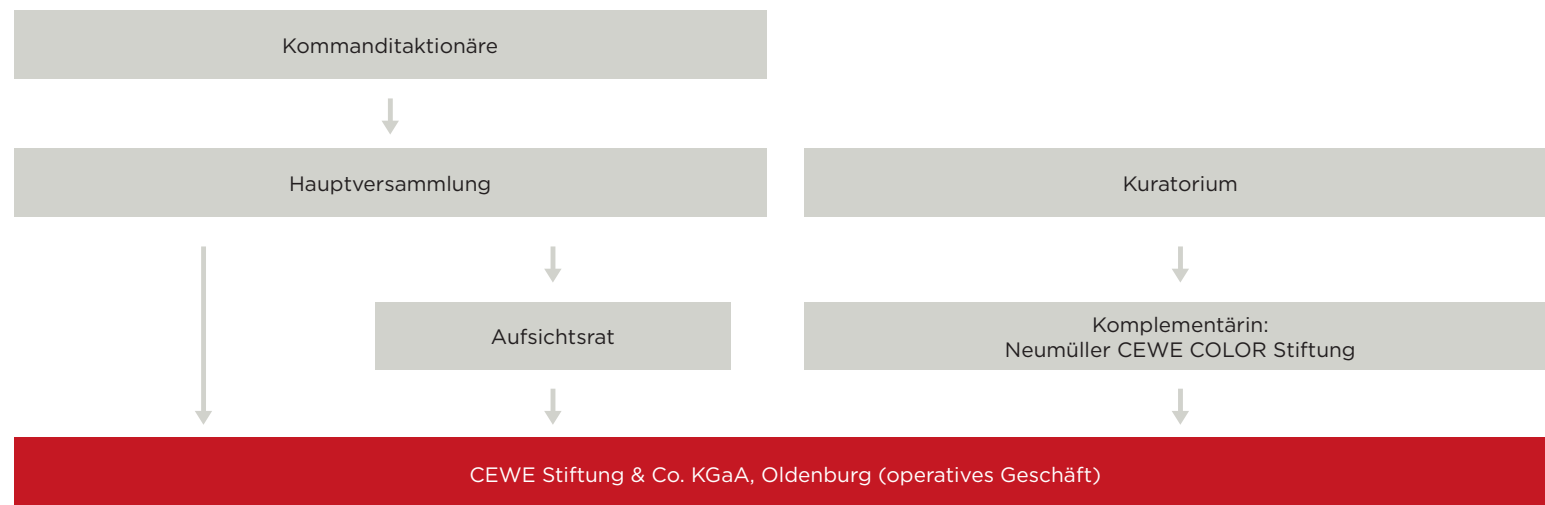 Kommanditaktionäre
Hauptversammlung
Kuratorium
Aufsichtsrat
Komplementärin:
Neumüller CEWE COLOR Stiftung
CEWE Stiftung & Co. KGaA, Oldenburg (operatives Geschäft)